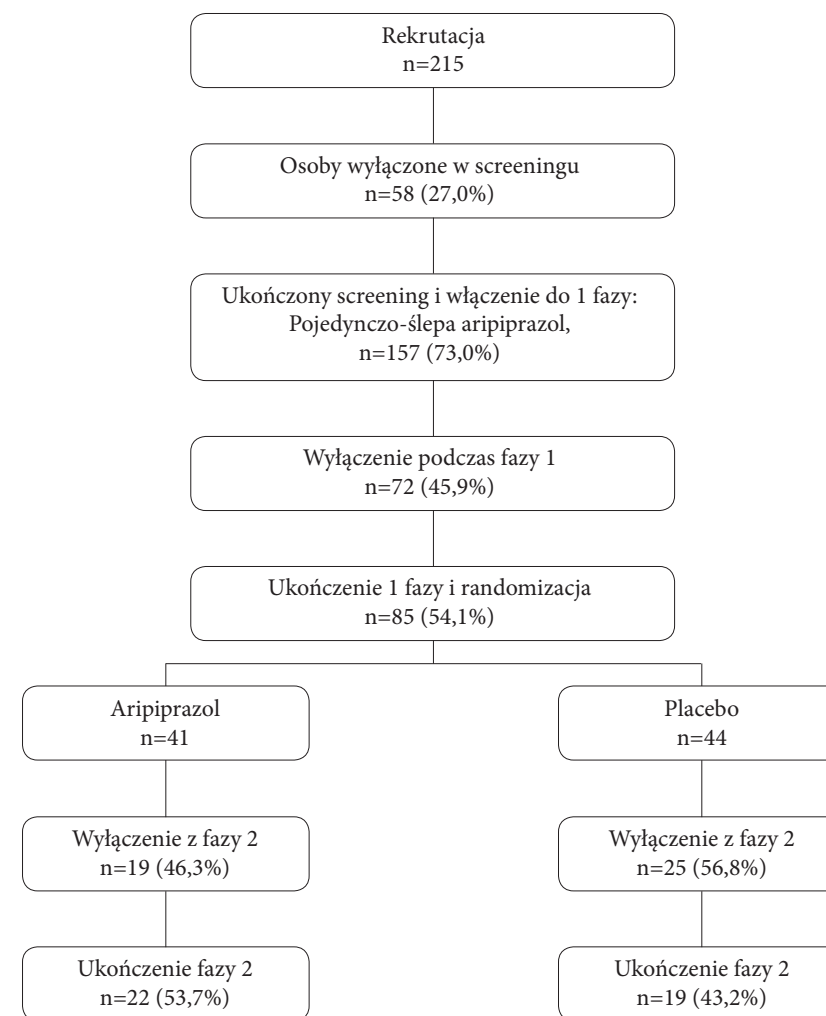 Rekrutacja
n=215
Osoby wyłączone w screeningu
n=58 (27,0%)
Ukończony screening i włączenie do 1 fazy:
Pojedynczo-ślepa aripiprazol,
n=157 (73,0%)
Wyłączenie podczas fazy 1
n=72 (45,9%)
Ukończenie 1 fazy i randomizacja
n=85 (54,1%)
Aripiprazol
n=41
Placebo
n=44
Wyłączenie z fazy 2
n=19 (46,3%)
Wyłączenie z fazy 2
n=25 (56,8%)
Ukończenie fazy 2
n=22 (53,7%)
Ukończenie fazy 2
n=19 (43,2%)